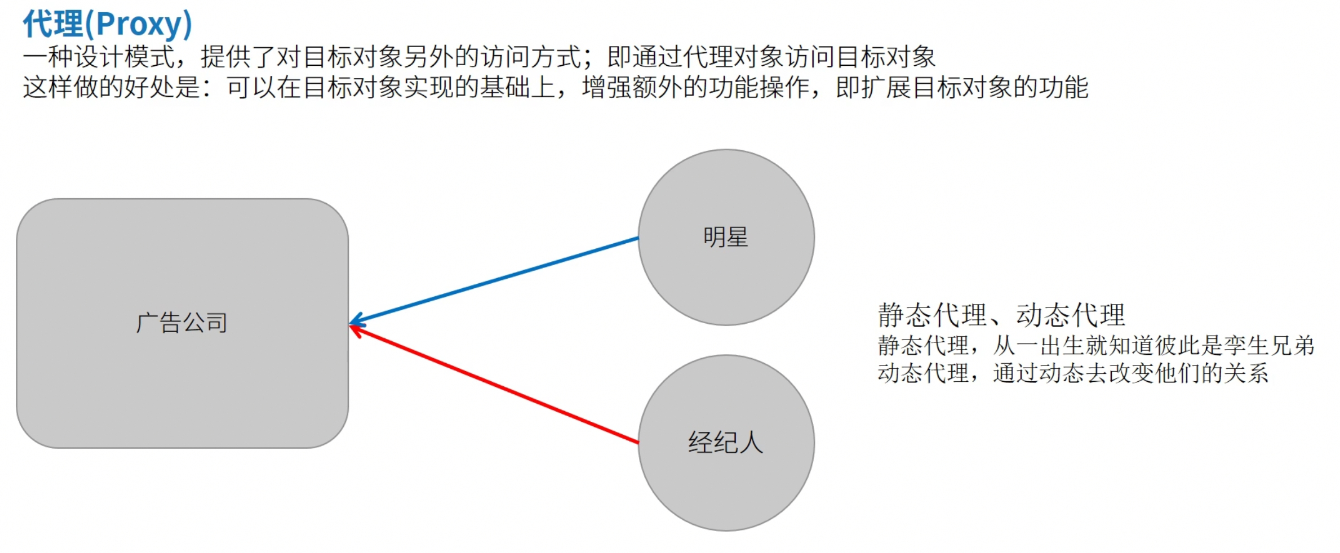 代理(Proxy)
一种设计模式，提供了对目标对象另外的访问方式；即通过代理对象访问目标对象
这样做的好处是：可以在目标对象实现的基础上，增强额外的功能操作，即扩展目标对象的功能
明星
广告公司
静态代理、动态代理
静态代理，从一出生就知道彼此是孪生兄弟
动态代理，通过动态去改变他们的关系
经纪人